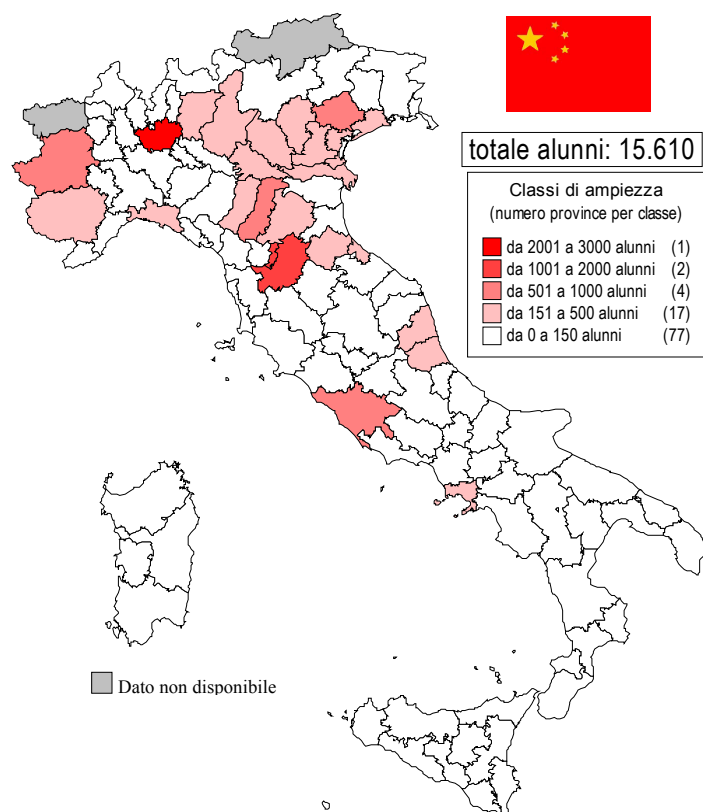 totale alunni: 15.610
Classi di ampiezza
(numero province per classe)
da 2001 a 3000 alunni (1)
da 1001 a 2000 alunni (2)
da 501 a 1000 alunni (4)
da 151 a 500 alunni (17)
da 0 a 150 alunni (77)
Dato non disponibile